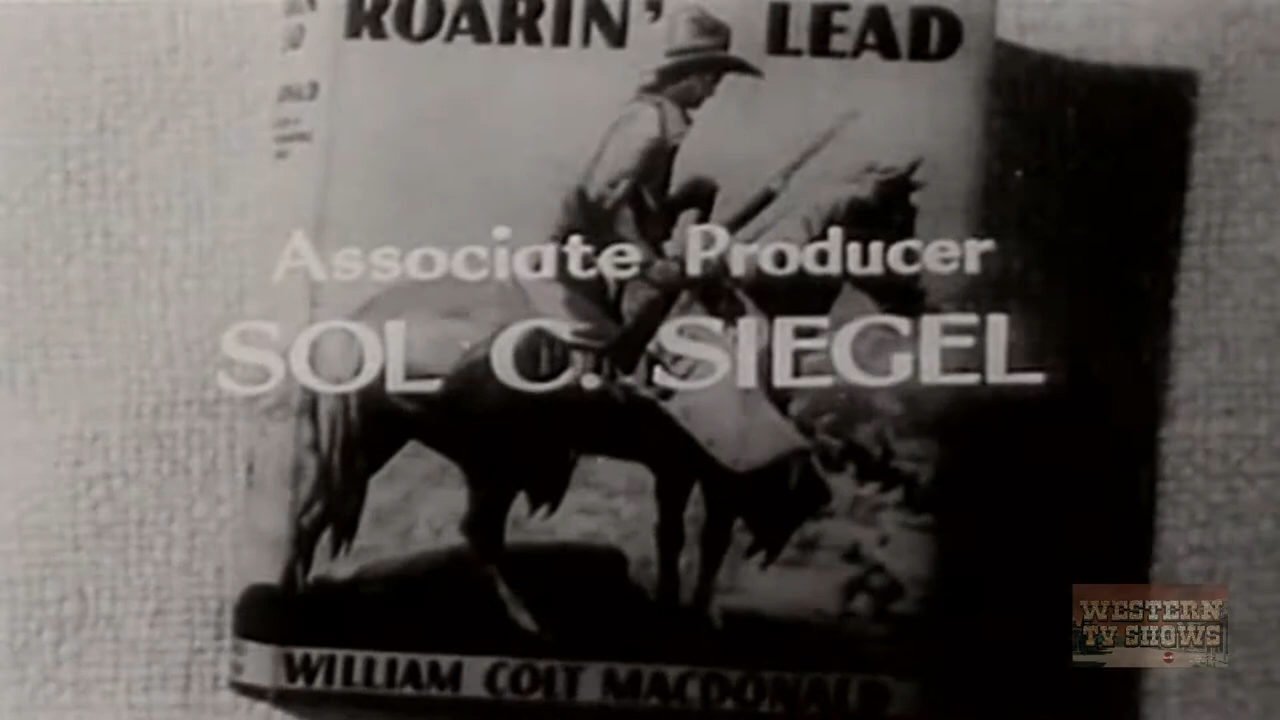 ROARIN' LEAD
Associate Producer
SOL C. SIEGEL
WILLIAM COLT MACDONALD
WESTERN
TV SHOWS